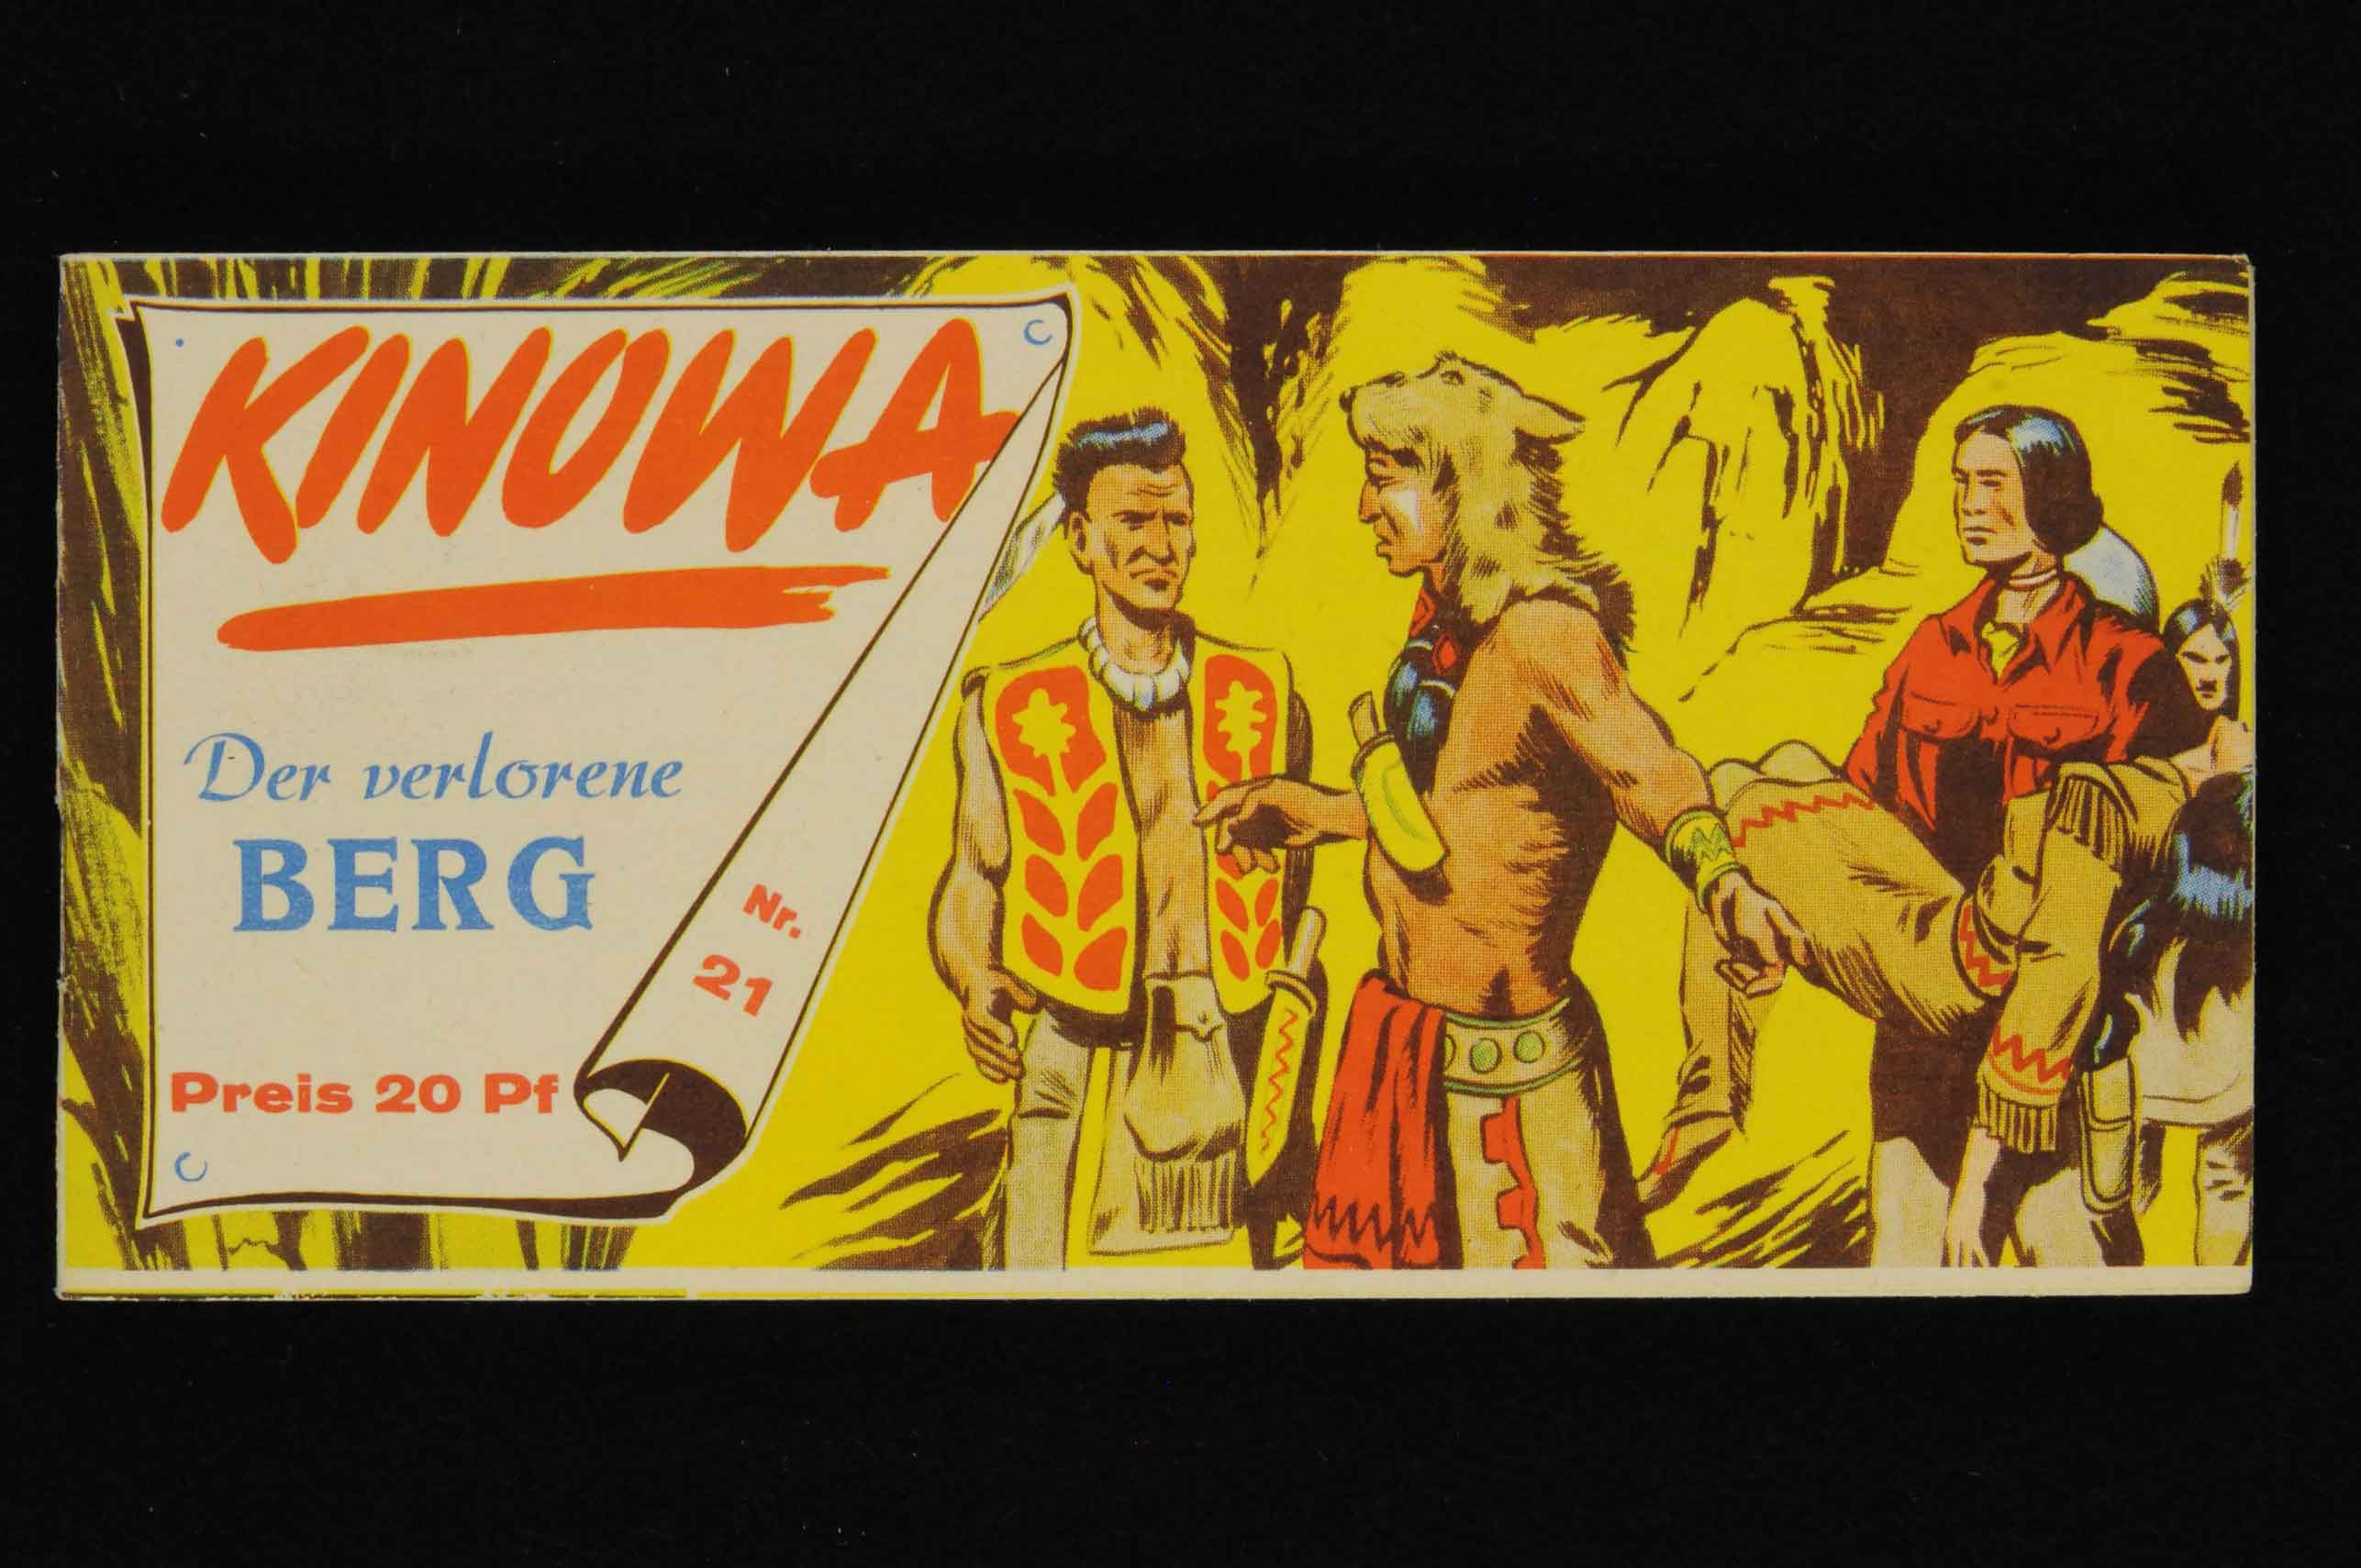 KINOWA
Der verlorene
BERG
Nr.
21
Preis 20 Pf